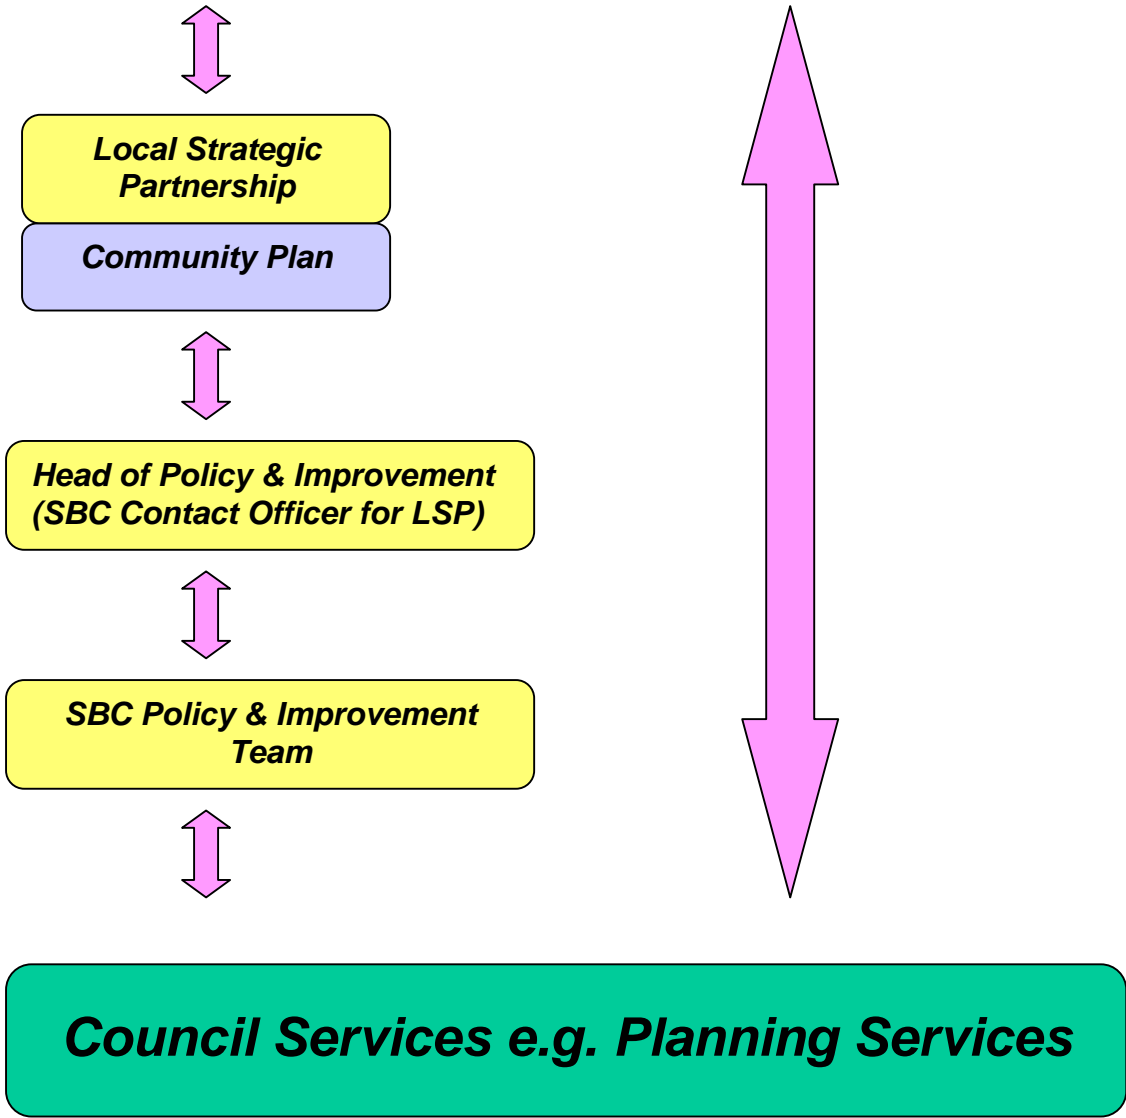 Local Strategic
Partnership
Community Plan
Head of Policy & Improvement
(SBC Contact Officer for LSP)
SBC Policy & Improvement
Team
Council Services e.g. Planning Services